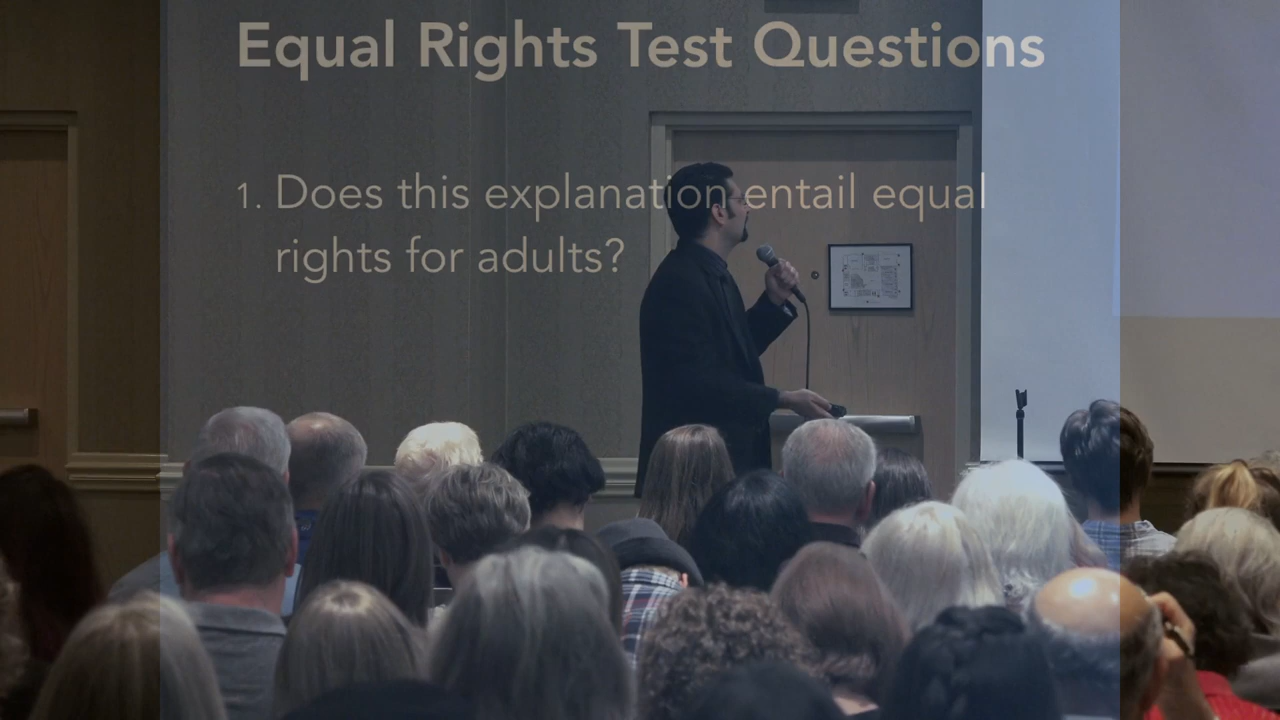 Equal Rights Test Questions
1. Does this explanation entail equal
rights for adults?